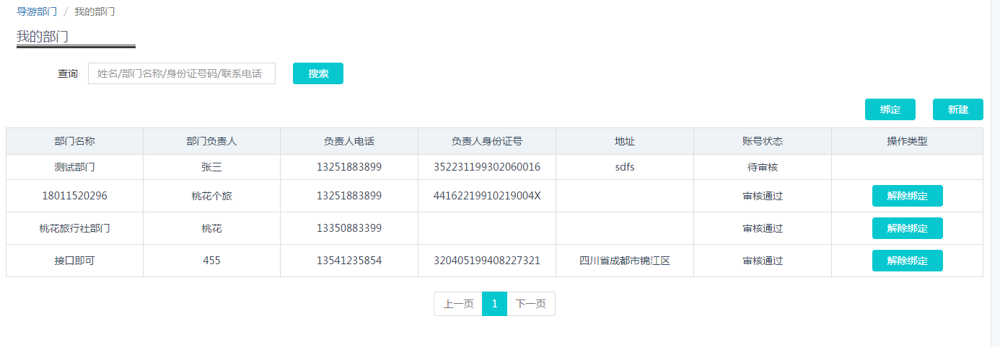 导游部门 / 我的部门
我的部门
查询 姓名/部门名称/身份证号码/联系电话 搜索
绑定 新建
部门名称 部门负责人 负责人电话 负责人身份证号 地址 账号状态 操作类型
测试部门 张三 13251883899 352231199302060016 sdfs 待审核
18011520296 桃花个旅 13251883899 44162219910219004X 审核通过 解除绑定
桃花旅行社部门 桃花 13350883399 审核通过 解除绑定
接口即可 455 13541235854 320405199408227321 四川省成都市锦江区 审核通过 解除绑定
上一页 1 下一页